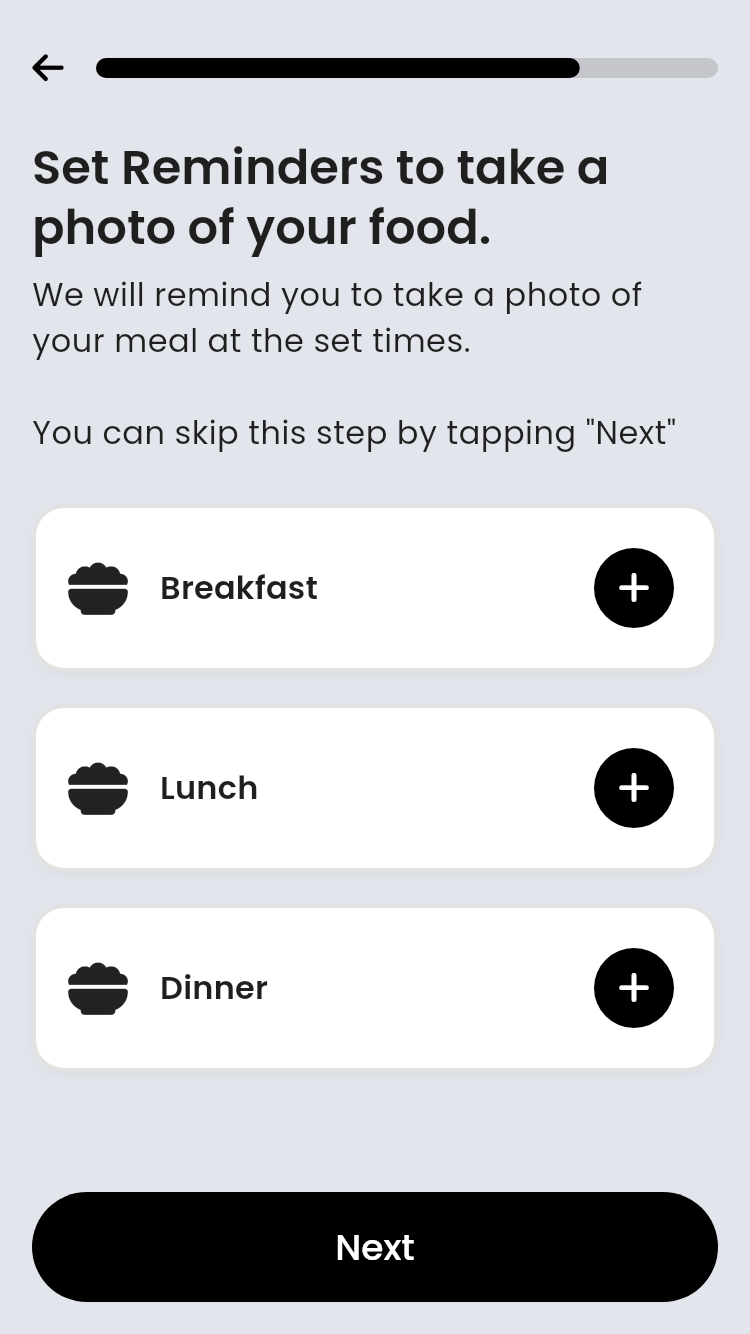 Set Reminders to take a
photo of your food.
We will remind you to take a photo of
your meal at the set times.
You can skip this step by tapping "Next"
Breakfast
Lunch
Dinner
Next